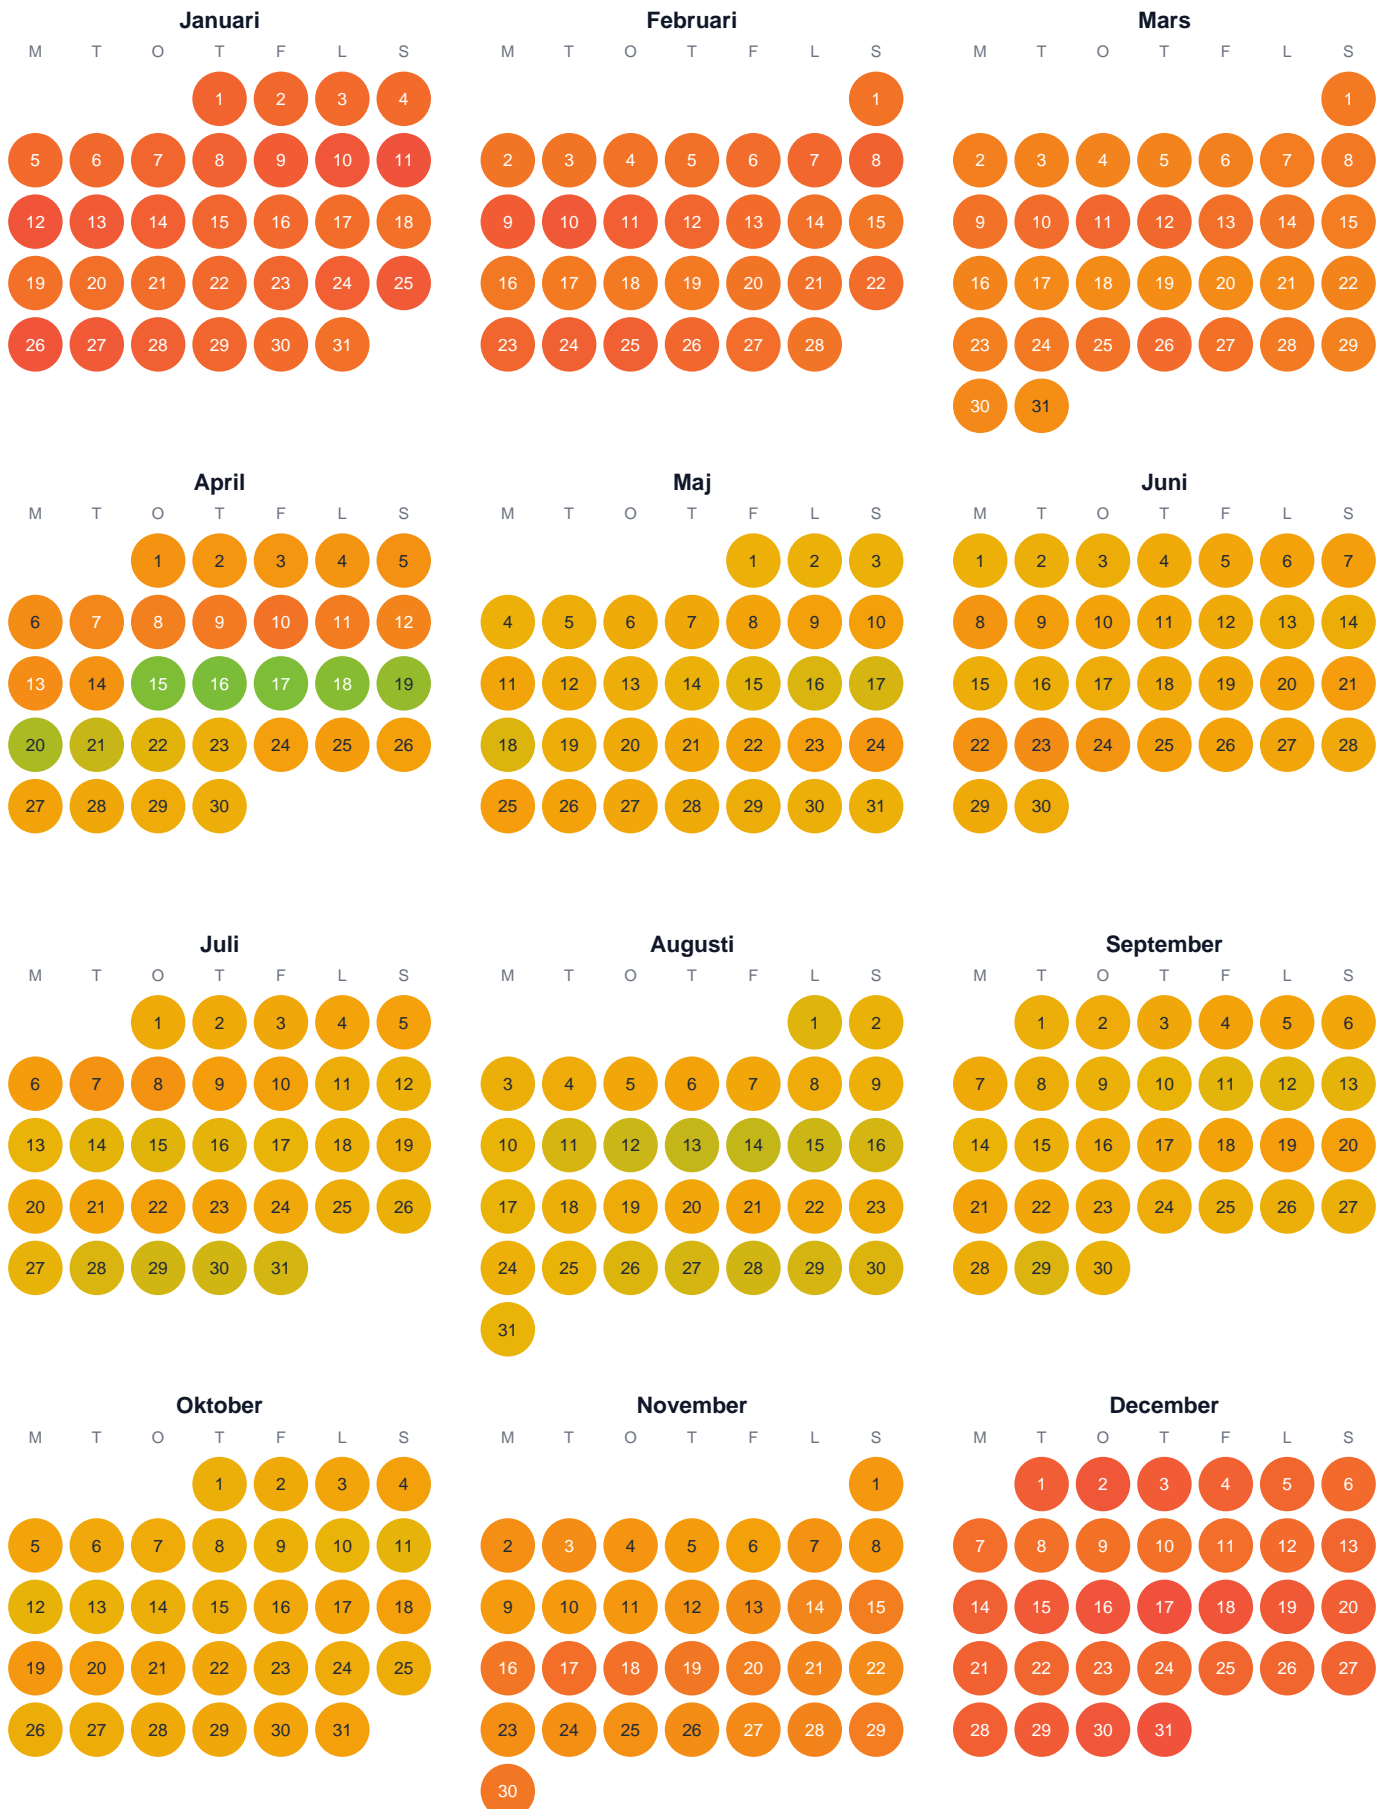 Januari Februari Mars
M T O T F L S M T O T F L S M T O T F L S
1 2 3 4 1 1
5 6 7 8 9 10 11 2 3 4 5 6 7 8 2 3 4 5 6 7 8
12 13 14 15 16 17 18 9 10 11 12 13 14 15 9 10 11 12 13 14 15
19 20 21 22 23 24 25 16 17 18 19 20 21 22 16 17 18 19 20 21 22
26 27 28 29 30 31 23 24 25 26 27 28 23 24 25 26 27 28 29
30 31
April Maj Juni
M T O T F L S M T O T F L S M T O T F L S
1 2 3 4 5 1 2 3 1 2 3 4 5 6 7
6 7 8 9 10 11 12 4 5 6 7 8 9 10 8 9 10 11 12 13 14
13 14 15 16 17 18 19 11 12 13 14 15 16 17 15 16 17 18 19 20 21
20 21 22 23 24 25 26 18 19 20 21 22 23 24 22 23 24 25 26 27 28
27 28 29 30 25 26 27 28 29 30 31 29 30
Juli Augusti September
M T O T F L S M T O T F L S M T O T F L S
1 2 3 4 5 1 2 1 2 3 4 5 6
6 7 8 9 10 11 12 3 4 5 6 7 8 9 7 8 9 10 11 12 13
13 14 15 16 17 18 19 10 11 12 13 14 15 16 14 15 16 17 18 19 20
20 21 22 23 24 25 26 17 18 19 20 21 22 23 21 22 23 24 25 26 27
27 28 29 30 31 24 25 26 27 28 29 30 28 29 30
31
Oktober November December
M T O T F L S M T O T F L S M T O T F L S
1 2 3 4 1 1 2 3 4 5 6
5 6 7 8 9 10 11 2 3 4 5 6 7 8 7 8 9 10 11 12 13
12 13 14 15 16 17 18 9 10 11 12 13 14 15 14 15 16 17 18 19 20
19 20 21 22 23 24 25 16 17 18 19 20 21 22 21 22 23 24 25 26 27
26 27 28 29 30 31 23 24 25 26 27 28 29 28 29 30 31
30